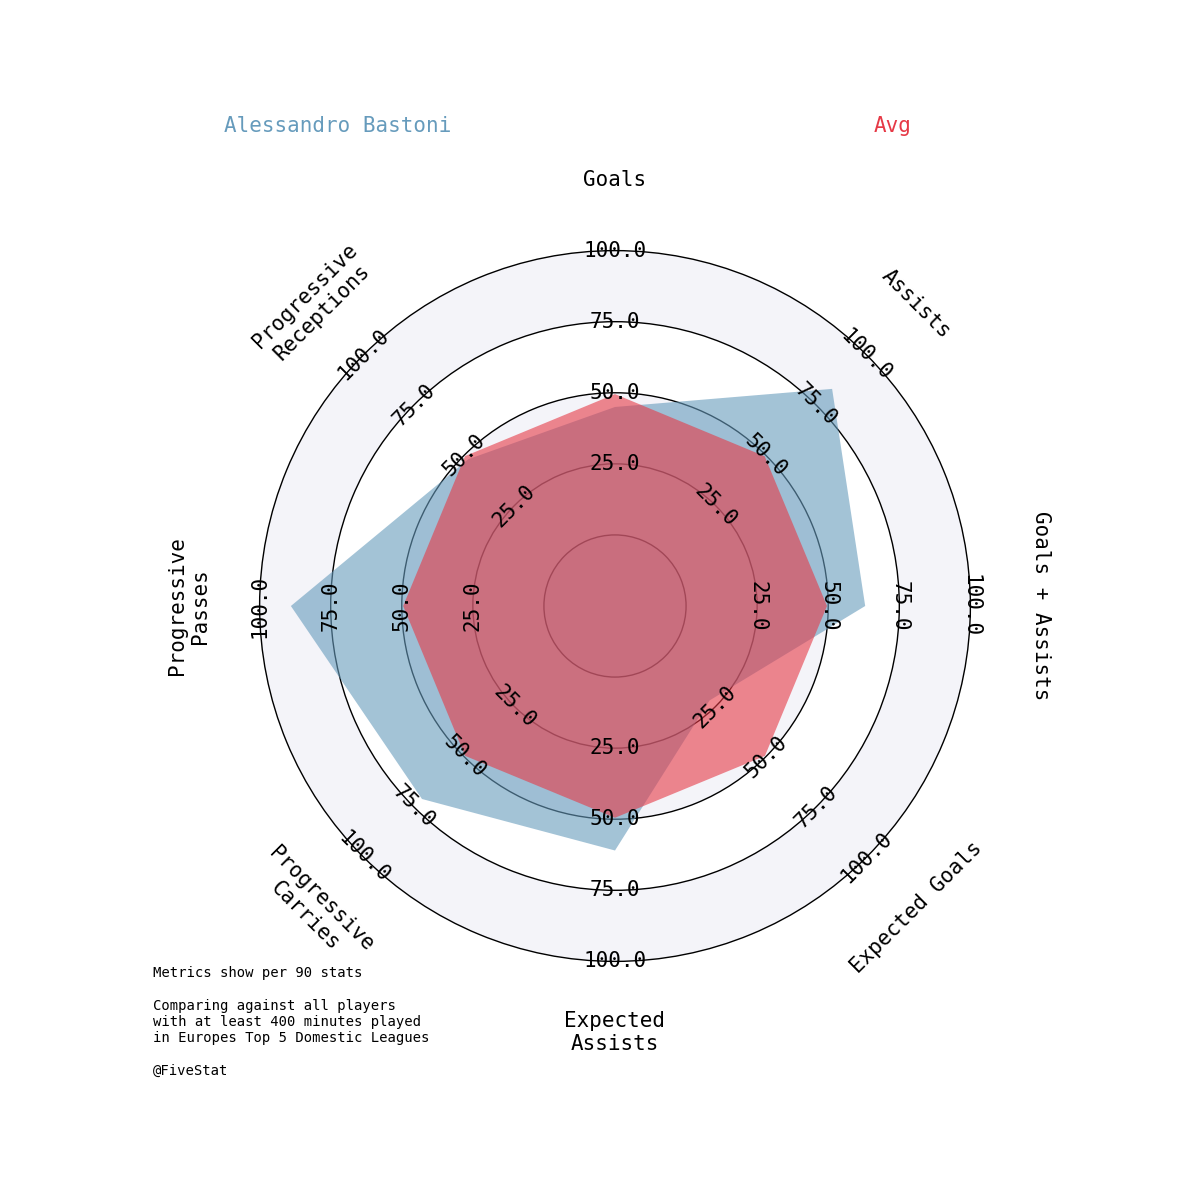 Alessandro Bastoni
Avg
Goals
Assists
Goals + Assists
Expected Goals
Expected
Assists
Progressive
Carries
Progressive
Passes
Progressive
Receptions
25.0
50.0
75.0
100.0
25.0
50.0
75.0
100.0
25.0
50.0
75.0
100.0
25.0
50.0
75.0
100.0
25.0
50.0
75.0
100.0
25.0
50.0
75.0
100.0
25.0
50.0
75.0
100.0
25.0
50.0
75.0
100.0
Metrics show per 90 stats
Comparing against all players
with at least 400 minutes played
in Europes Top 5 Domestic Leagues
@FiveStat